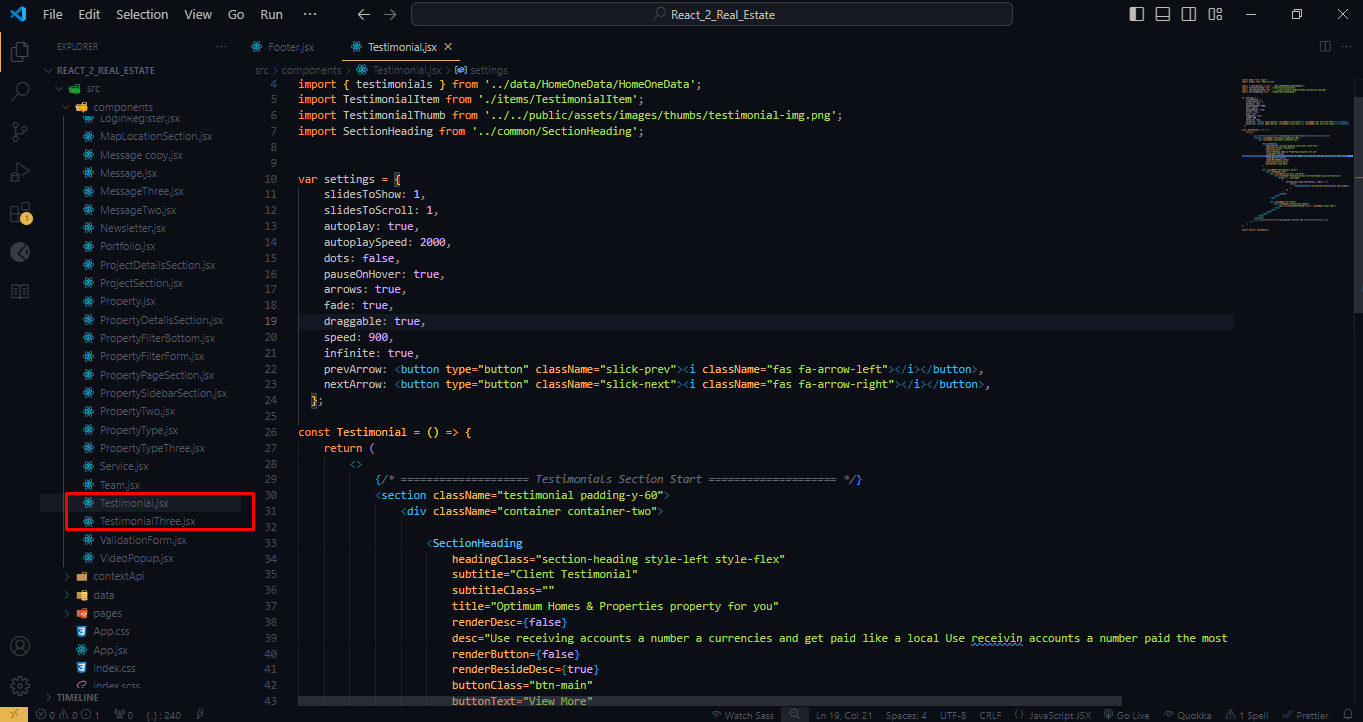 File Edit Selection View Go Run ··· React_2_Real_Estate
EXPLORER ···
REACT_2_REAL_ESTATE
src
components
LoginRegister.jsx
MapLocationSection.jsx
Message copy.jsx
Message.jsx
MessageThree.jsx
MessageTwo.jsx
Newsletter.jsx
Portfolio.jsx
ProjectDetailsSection.jsx
ProjectSection.jsx
Property.jsx
PropertyDetailsSection.jsx
PropertyFilterBottom.jsx
PropertyFilterForm.jsx
PropertyPageSection.jsx
PropertySidebarSection.jsx
PropertyTwo.jsx
PropertyType.jsx
PropertyTypeThree.jsx
Service.jsx
Team.jsx
Testimonial.jsx
TestimonialThree.jsx
ValidationForm.jsx
VideoPopup.jsx
contextApi
data
pages
App.css
App.jsx
index.css
index.scss
TIMELINE
1
Footer.jsx Testimonial.jsx
src > components > Testimonial.jsx > settings
4 import { testimonials } from '../data/HomeOneData/HomeOneData';
5 import TestimonialItem from './items/TestimonialItem';
6 import TestimonialThumb from '../../public/assets/images/thumbs/testimonial-img.png';
7 import SectionHeading from '../common/SectionHeading';
8
9
10 var settings = {
11 slidesToShow: 1,
12 slidesToScroll: 1,
13 autoplay: true,
14 autoplaySpeed: 2000,
15 dots: false,
16 pauseOnHover: true,
17 arrows: true,
18 fade: true,
19 draggable: true,
20 speed: 900,
21 infinite: true,
22 prevArrow: <button type="button" className="slick-prev"><i className="fas fa-arrow-left"></i></button>,
23 nextArrow: <button type="button" className="slick-next"><i className="fas fa-arrow-right"></i></button>,
24 };
25
26 const Testimonial = () => {
27 return (
28 <>
29 {/* ==================== Testimonials Section Start ==================== */}
30 <section className="testimonial padding-y-60">
31 <div className="container container-two">
32
33 <SectionHeading
34 headingClass="section-heading style-left style-flex"
35 subtitle="Client Testimonial"
36 subtitleClass=""
37 title="Optimum Homes & Properties property for you"
38 renderDesc={false}
39 desc="Use receiving accounts a number a currencies and get paid like a local Use receivin accounts a number paid the most
40 renderButton={false}
41 renderBesideDesc={true}
42 buttonClass="btn-main"
43 buttonText="View More"
0 0 1 0 {..} : 240 Watch Sass Ln 19, Col 21 Spaces: 4 UTF-8 CRLF {} JavaScript JSX Go Live Quokka 1 Spell Prettier